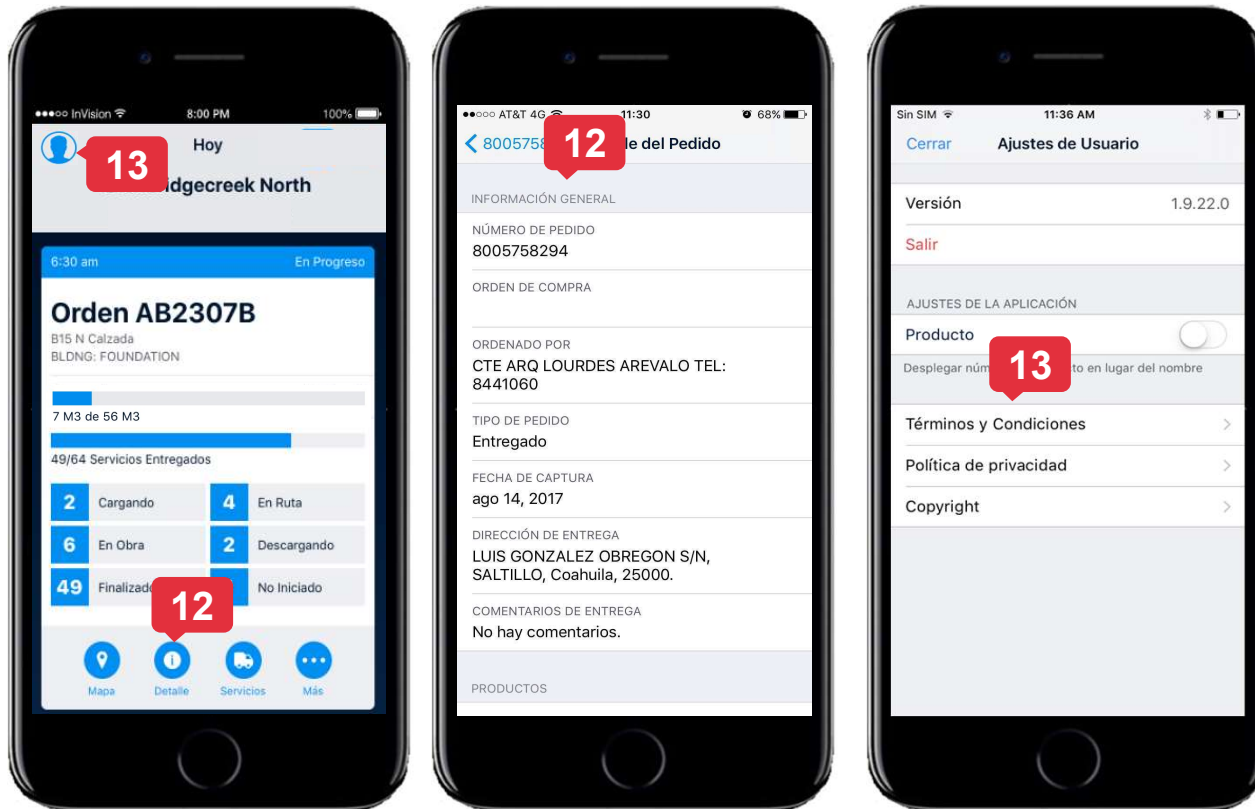 InVision
8:00 PM
100%
13
Hoy
idgecreek North
6:30 am
En Progreso
Orden AB2307B
B15 N Calzada
BLDNG: FOUNDATION
7 M3 de 56 M3
49/64 Servicios Entregados
2 Cargando
4 En Ruta
6 En Obra
2 Descargando
49 Finalizado
No Iniciado
12
Mapa
Detalle
Servicios
Más
AT&T 4G
11:30
68%
12
8005758
le del Pedido
INFORMACIÓN GENERAL
NÚMERO DE PEDIDO
8005758294
ORDEN DE COMPRA
ORDENADO POR
CTE ARQ LOURDES AREVALO TEL:
8441060
TIPO DE PEDIDO
Entregado
FECHA DE CAPTURA
ago 14, 2017
DIRECCIÓN DE ENTREGA
LUIS GONZALEZ OBREGON S/N,
SALTILLO, Coahuila, 25000.
COMENTARIOS DE ENTREGA
No hay comentarios.
PRODUCTOS
Sin SIM
11:36 AM
Cerrar
Ajustes de Usuario
Versión
1.9.22.0
Salir
AJUSTES DE LA APLICACIÓN
Producto
13
Desplegar núm to en lugar del nombre
Términos y Condiciones
Política de privacidad
Copyright